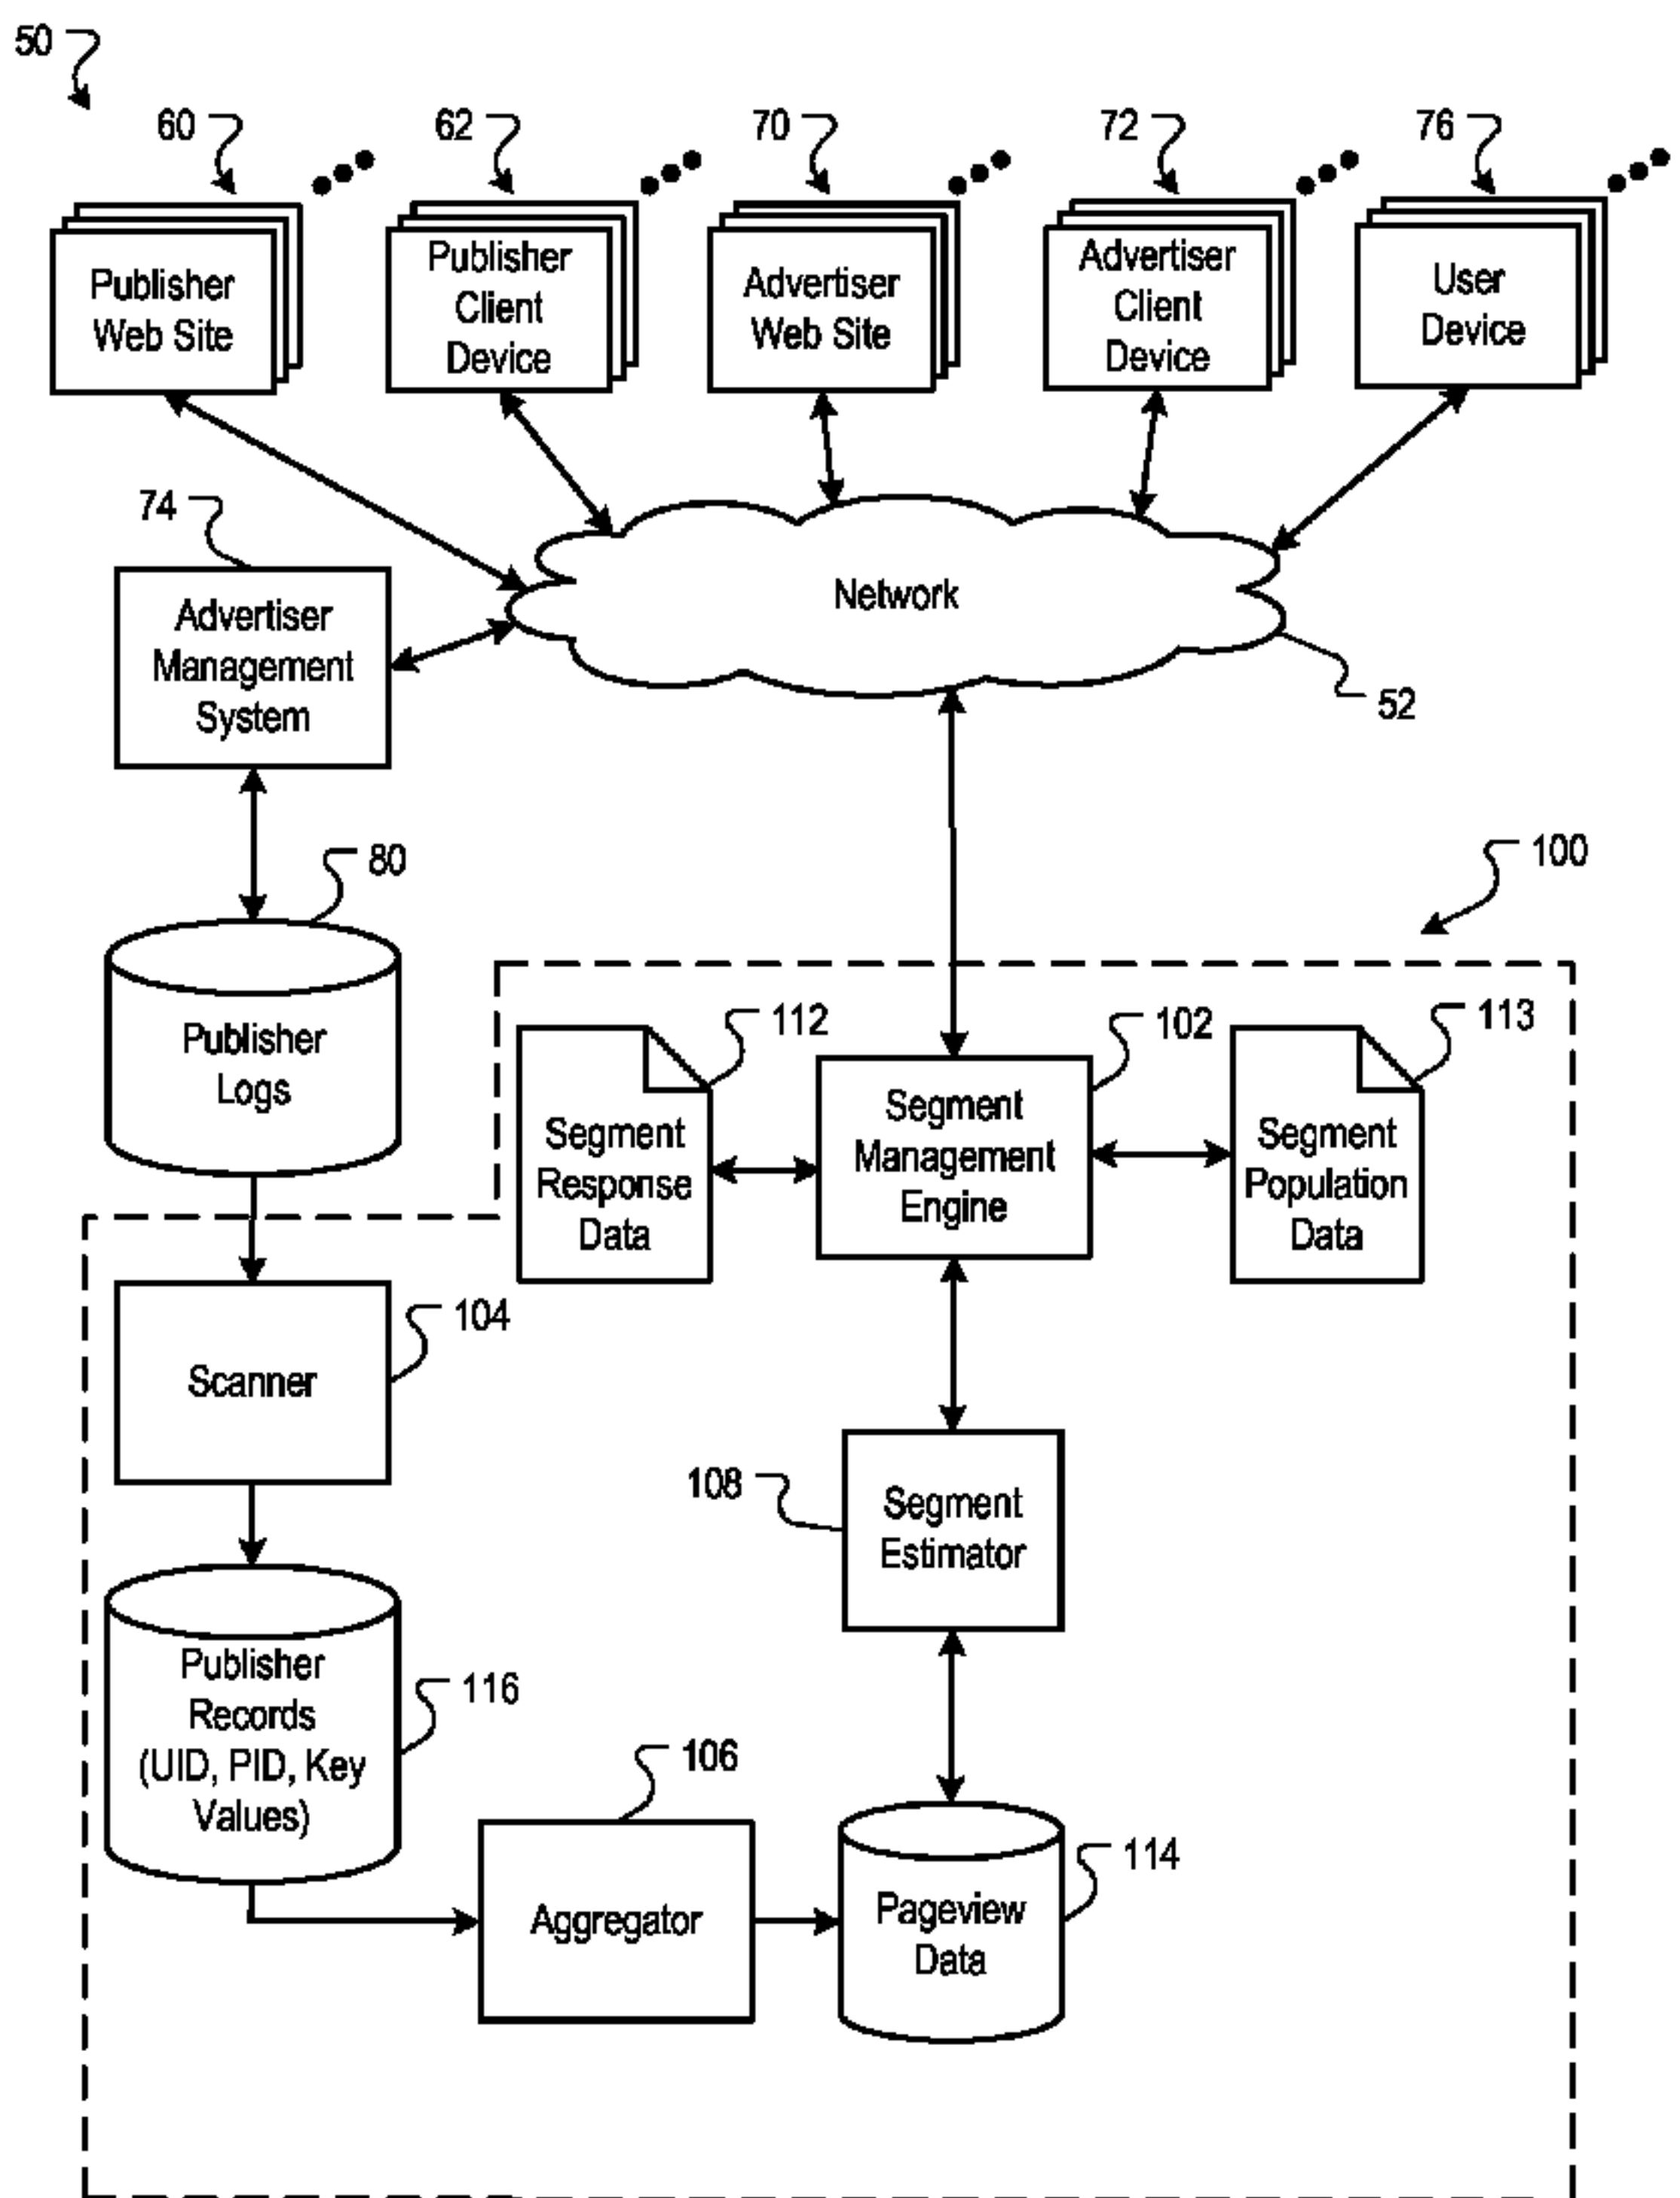 50
60
62
70
72
76
Publisher
Web Site
Publisher
Client
Device
Advertiser
Web Site
Advertiser
Client
Device
User
Device
74
Advertiser
Management
System
Network
52
80
Publisher
Logs
100
112
Segment
Response
Data
102
Segment
Management
Engine
113
Segment
Population
Data
104
Scanner
108
Segment
Estimator
Publisher
Records
(UID, PID, Key
Values)
116
106
Aggregator
114
Pageview
Data